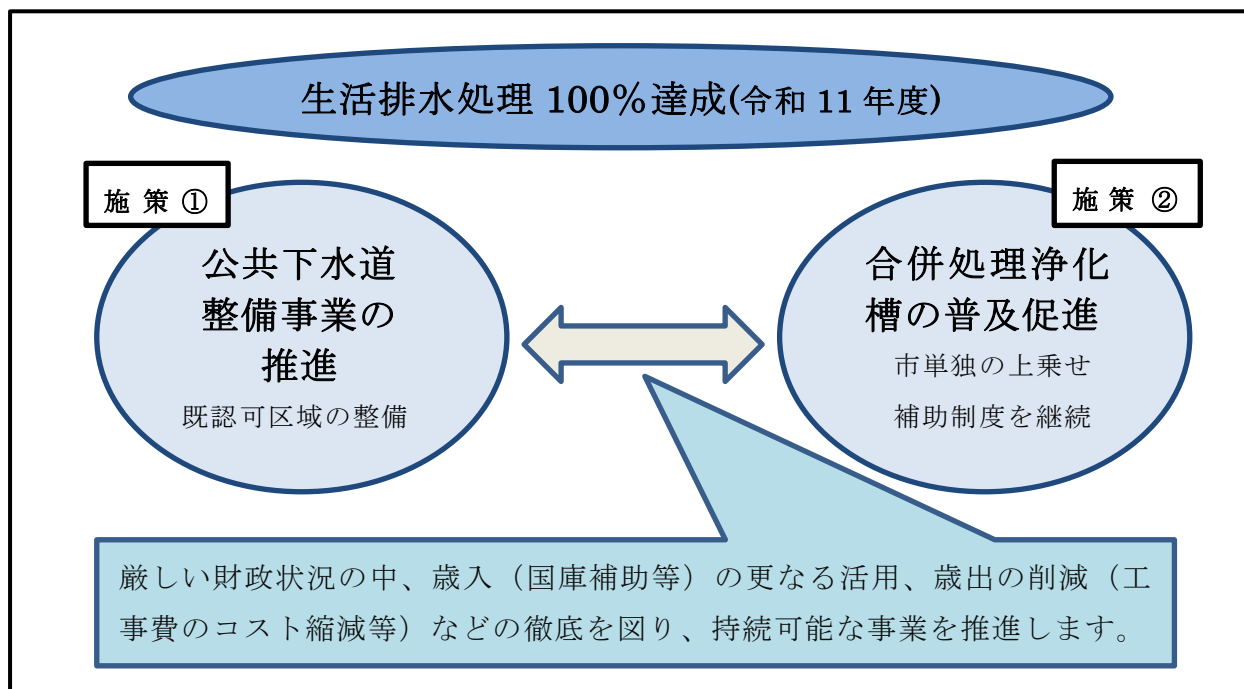 生活排水処理 100%達成(令和 11 年度)
施 策 ①
公共下水道
整備事業の
推進
既認可区域の整備
施 策 ②
合併処理浄化
槽の普及促進
市単独の上乗せ
補助制度を継続
厳しい財政状況の中、歳入（国庫補助等）の更なる活用、歳出の削減（工
事費のコスト縮減等）などの徹底を図り、持続可能な事業を推進します。